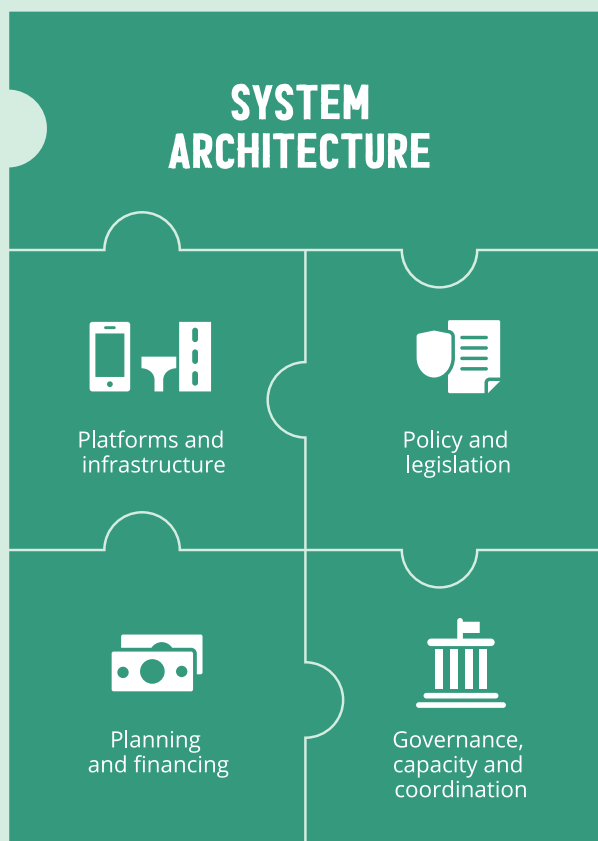 SYSTEM
ARCHITECTURE
Platforms and
infrastructure
Policy and
legislation
Planning
and financing
Governance,
capacity and
coordination